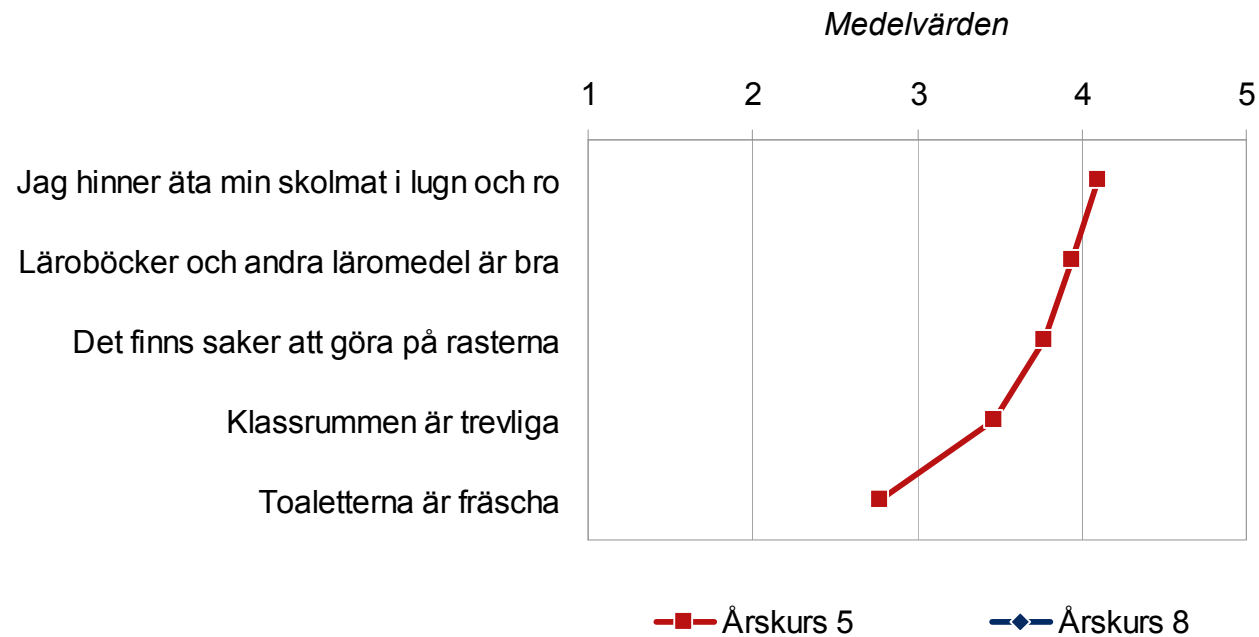 Medelvärden
1 2 3 4 5
Jag hinner äta min skolmat i lugn och ro
Läroböcker och andra läromedel är bra
Det finns saker att göra på rasterna
Klassrummen är trevliga
Toaletterna är fräscha
Årskurs 5 Årskurs 8